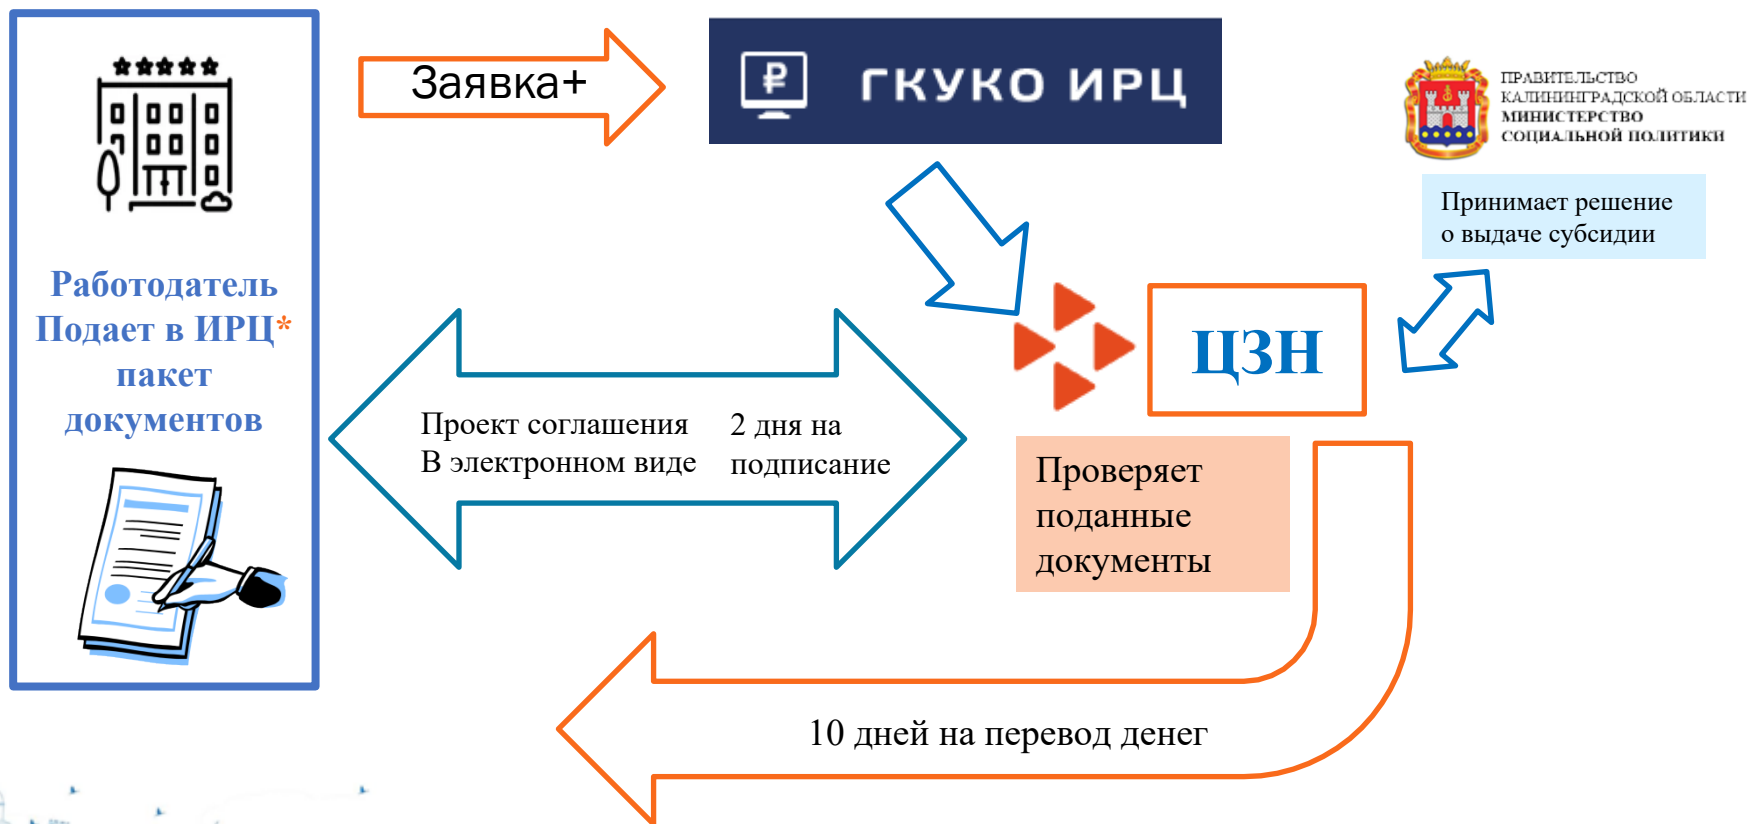 Заявка+
₽ ГКУКО ИРЦ
ПРАВИТЕЛЬСТВО
КАЛИНИНГРАДСКОЙ ОБЛАСТИ
МИНИСТЕРСТВО
СОЦИАЛЬНОЙ ПОЛИТИКИ
Принимает решение
о выдаче субсидии
Работодатель
Подает в ИРЦ*
пакет
документов
ЦЗН
Проект соглашения
В электронном виде
2 дня на
подписание
Проверяет
поданные
документы
10 дней на перевод денег